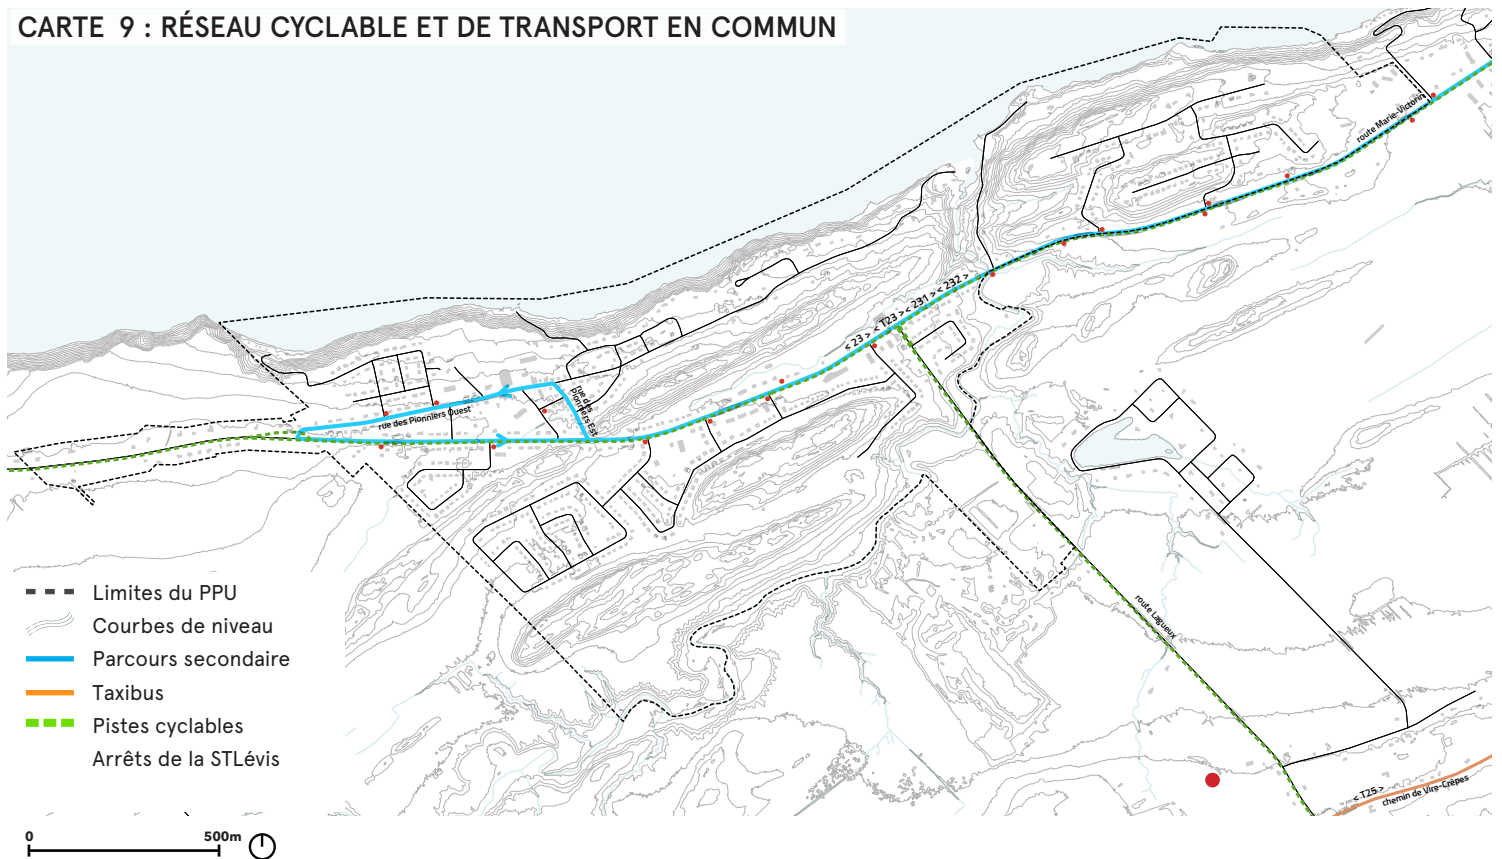 CARTE 9 : RÉSEAU CYCLABLE ET DE TRANSPORT EN COMMUN
route Marie-Victorin
< 23 > < T23 > < 231 > < 232 >
rue des Pionniers Ouest
rue des
Pionniers Est
route Lagueux
< T25 >
chemin de Vire-Crêpes
Limites du PPU
Courbes de niveau
Parcours secondaire
Taxibus
Pistes cyclables
Arrêts de la STLévis
0 500m